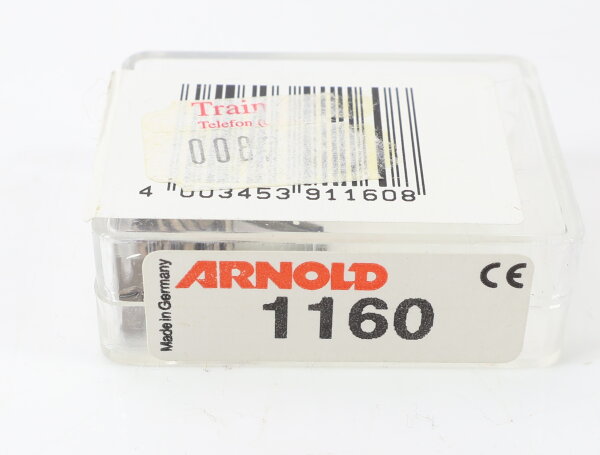 Train
Telefon
008
4 003453 911608
Made in Germany
ARNOLD
CE
1160